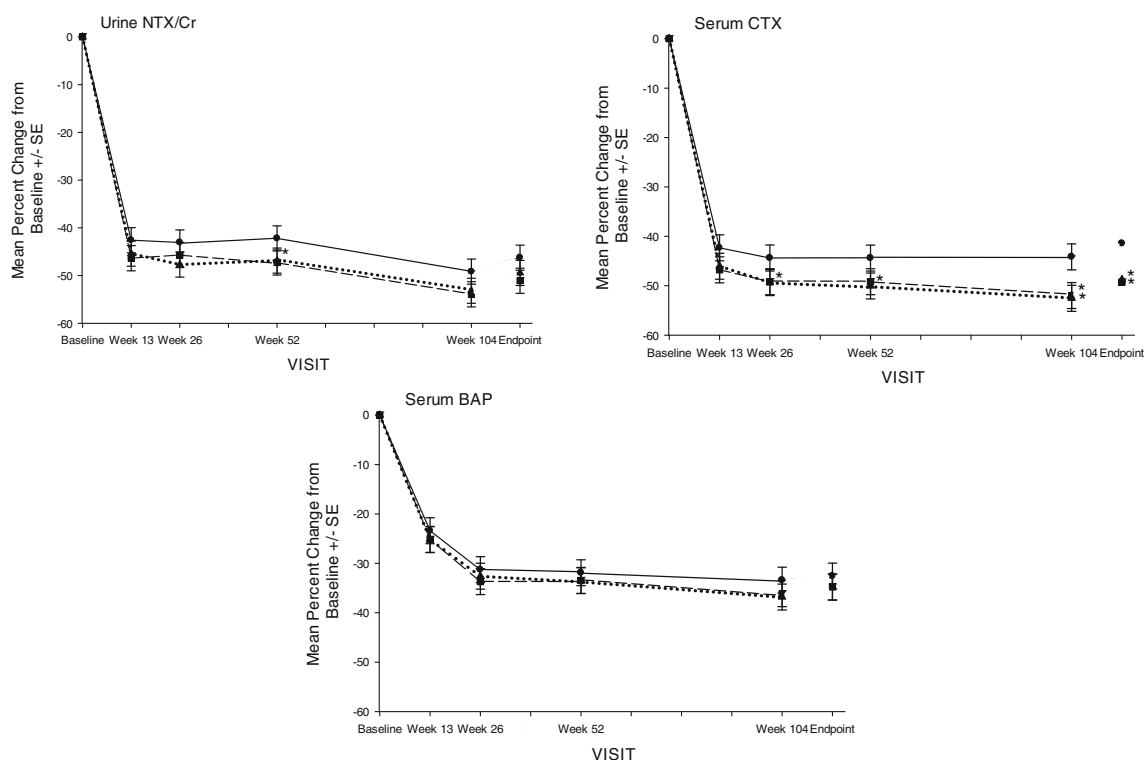 Urine NTX/Cr
0
-10
-20
-30
-40
-50
-60
Mean Percent Change from
Baseline +/- SE
*
Baseline Week 13 Week 26 Week 52 Week 104 Endpoint
VISIT
Serum CTX
0
-10
-20
-30
-40
-50
-60
Mean Percent Change from
Baseline +/- SE
*
*
*
*
*
*
Baseline Week 13 Week 26 Week 52 Week 104 Endpoint
VISIT
Serum BAP
0
-10
-20
-30
-40
-50
-60
Mean Percent Change from
Baseline +/- SE
Baseline Week 13 Week 26 Week 52 Week 104 Endpoint
VISIT